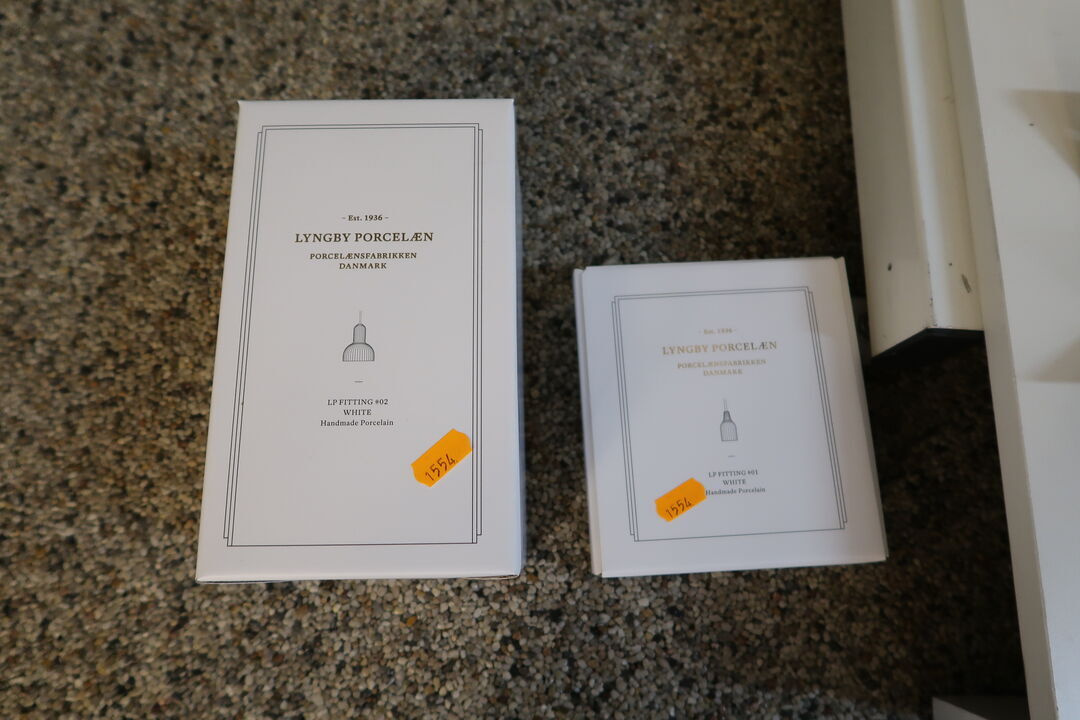 - Est. 1936 -
LYNGBY PORCELÆN
PORCELÆNSFABRIKKEN
DANMARK
LP FITTING #02
WHITE
Handmade Porcelain
1554
- Est. 1936 -
LYNGBY PORCELÆN
PORCELÆNSFABRIKKEN
DANMARK
LP FITTING #01
WHITE
Handmade Porcelain
1554